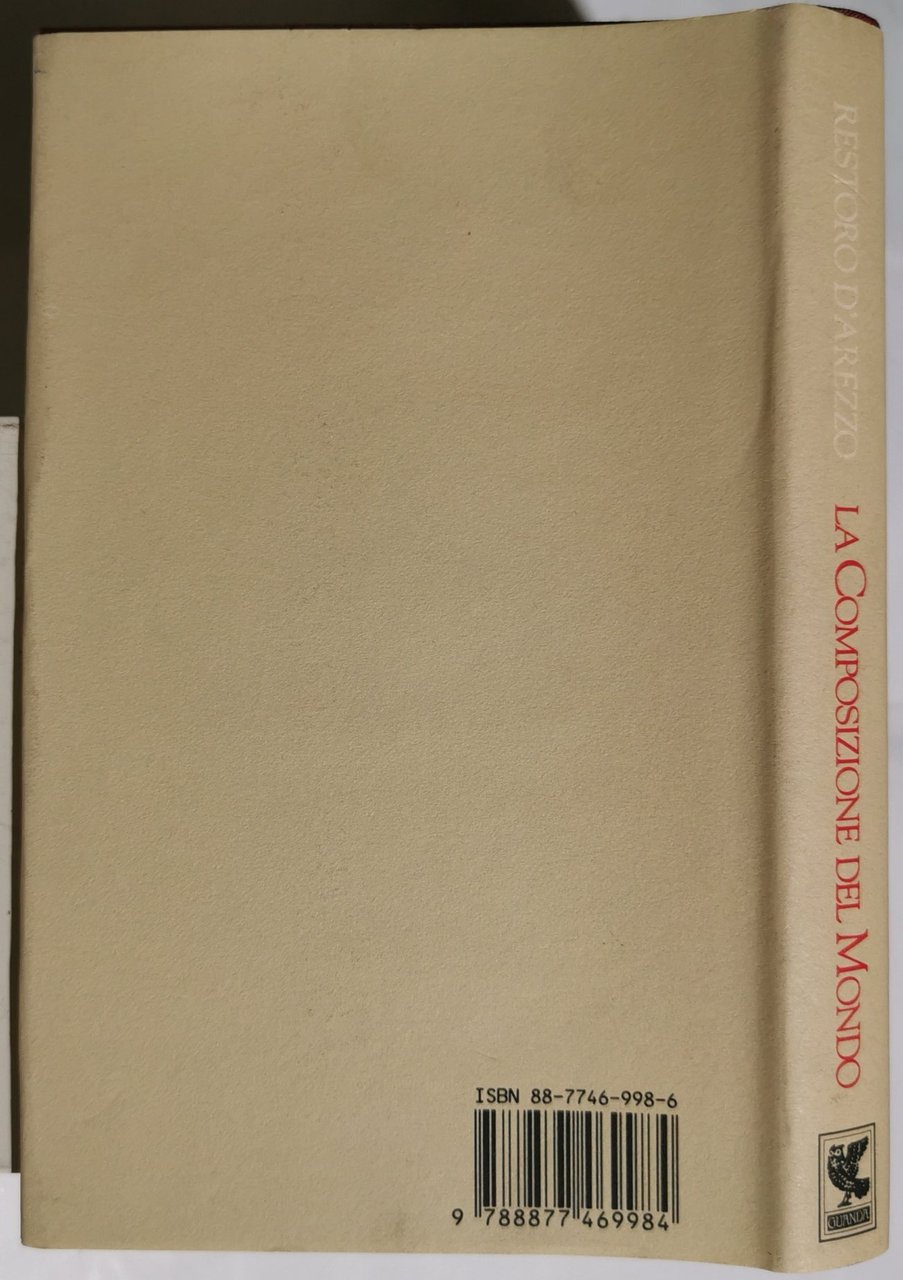 RESTORO D'AREZZO
LA COMPOSIZIONE DEL MONDO
GUANDA
ISBN 88-7746-998-6
9 788877 469984